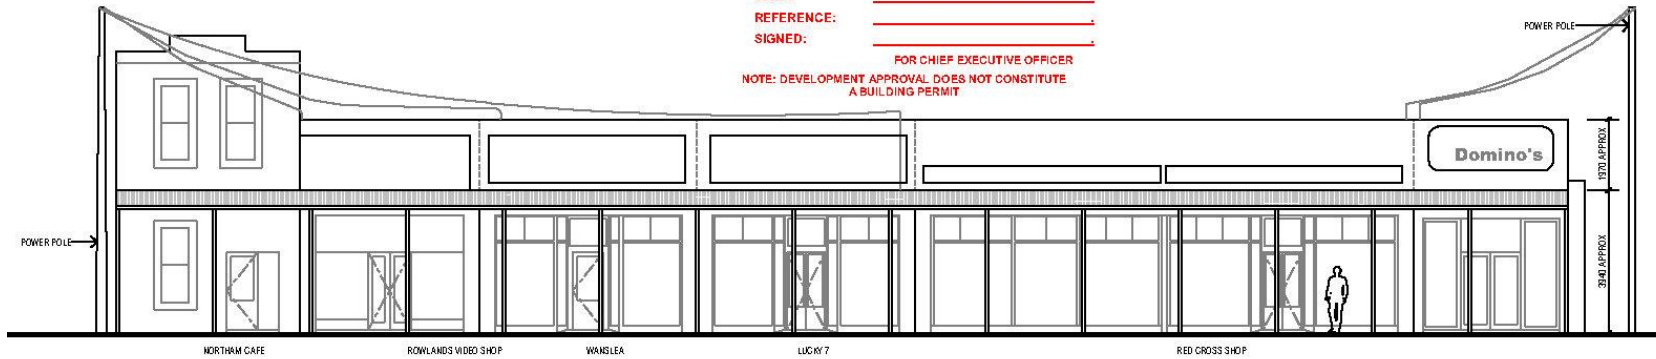 REFERENCE:
SIGNED:
FOR CHIEF EXECUTIVE OFFICER
NOTE: DEVELOPMENT APPROVAL DOES NOT CONSTITUTE
A BUILDING PERMIT
POWER POLE
Domino's
1970 APPROX
POWER POLE
3940 APPROX
NORTHAM CAFE
ROWLANDS VIDEO SHOP
WANSLEA
LUCKY 7
RED CROSS SHOP